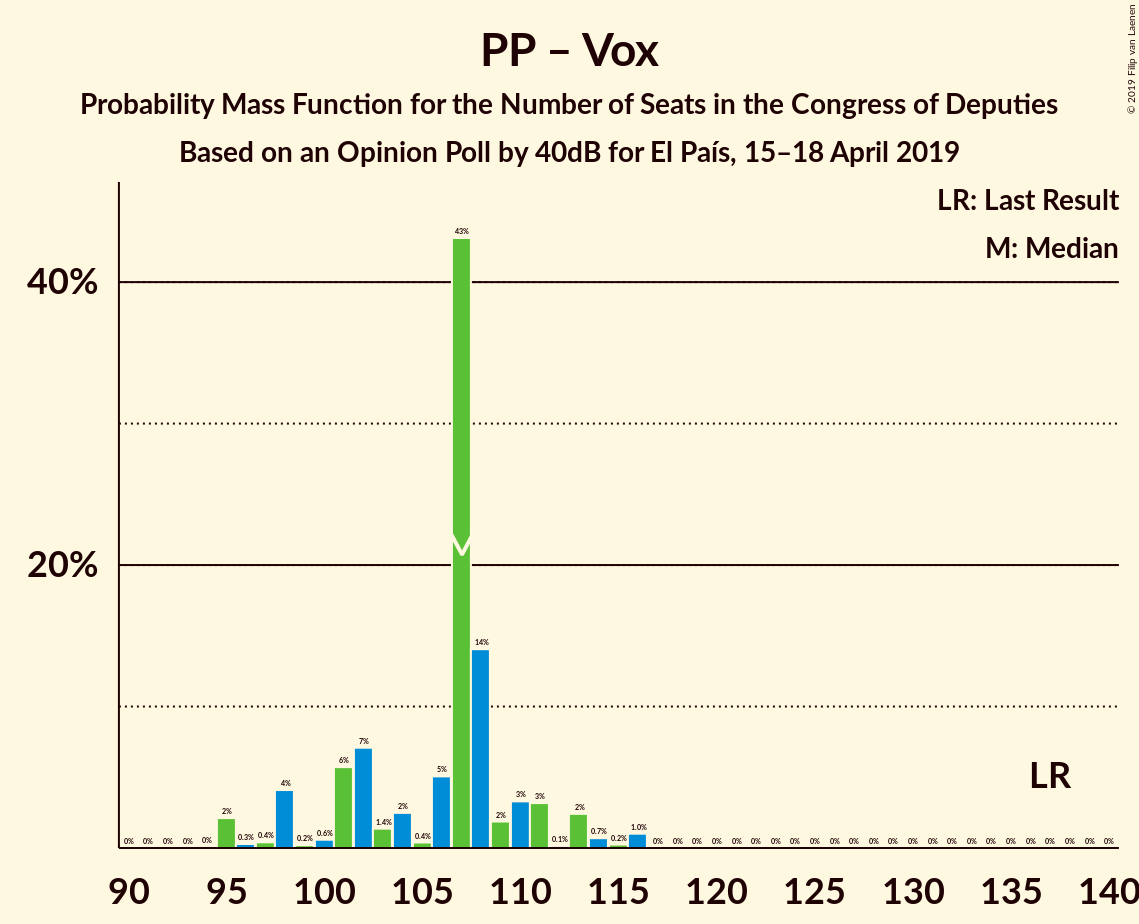 PP – Vox
Probability Mass Function for the Number of Seats in the Congress of Deputies
Based on an Opinion Poll by 40dB for El País, 15–18 April 2019
© 2019 Filip van Laenen
LR: Last Result
M: Median
40%
20%
0% 0% 0% 0% 0% 2% 0.3% 0.4% 4% 0.2% 0.6% 6% 7% 1.4% 2% 0.4% 5% 43% 14% 2% 3% 3% 0.1% 2% 0.7% 0.2% 1.0% 0% 0% 0% 0% 0% 0% 0% 0% 0% 0% 0% 0% 0% 0% 0% 0% 0% 0% 0% 0% 0% 0% 0% 0%
LR
90 95 100 105 110 115 120 125 130 135 140